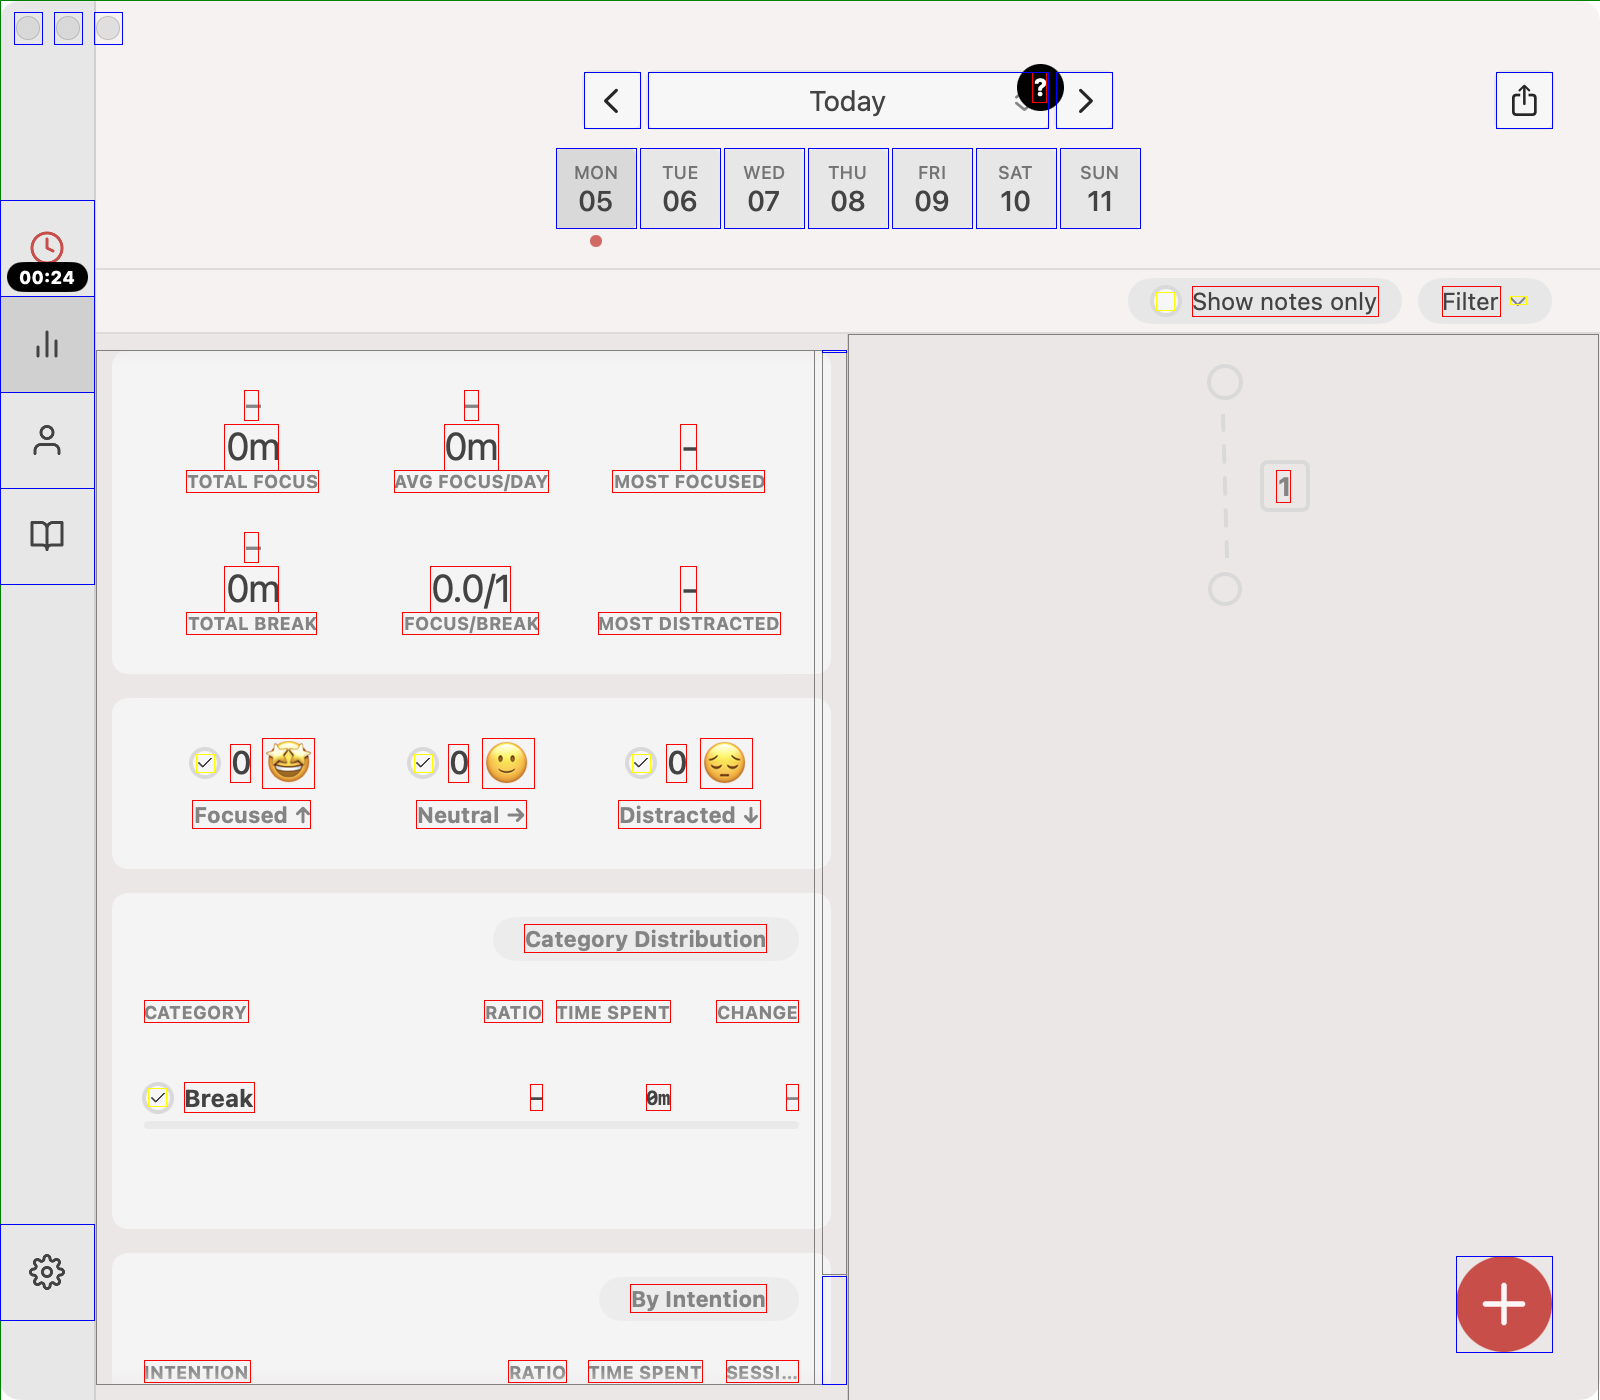 Today
?
MON TUE WED THU FRI SAT SUN
05 06 07 08 09 10 11
00:24
Show notes only Filter
– –
0m 0m –
TOTAL FOCUS AVG FOCUS/DAY MOST FOCUSED
1
–
0m 0.0/1 –
TOTAL BREAK FOCUS/BREAK MOST DISTRACTED
0 🤩 0 🙂 0 😔
Focused ↑ Neutral → Distracted ↓
Category Distribution
CATEGORY RATIO TIME SPENT CHANGE
Break – 0m –
By Intention
INTENTION RATIO TIME SPENT SESSI...